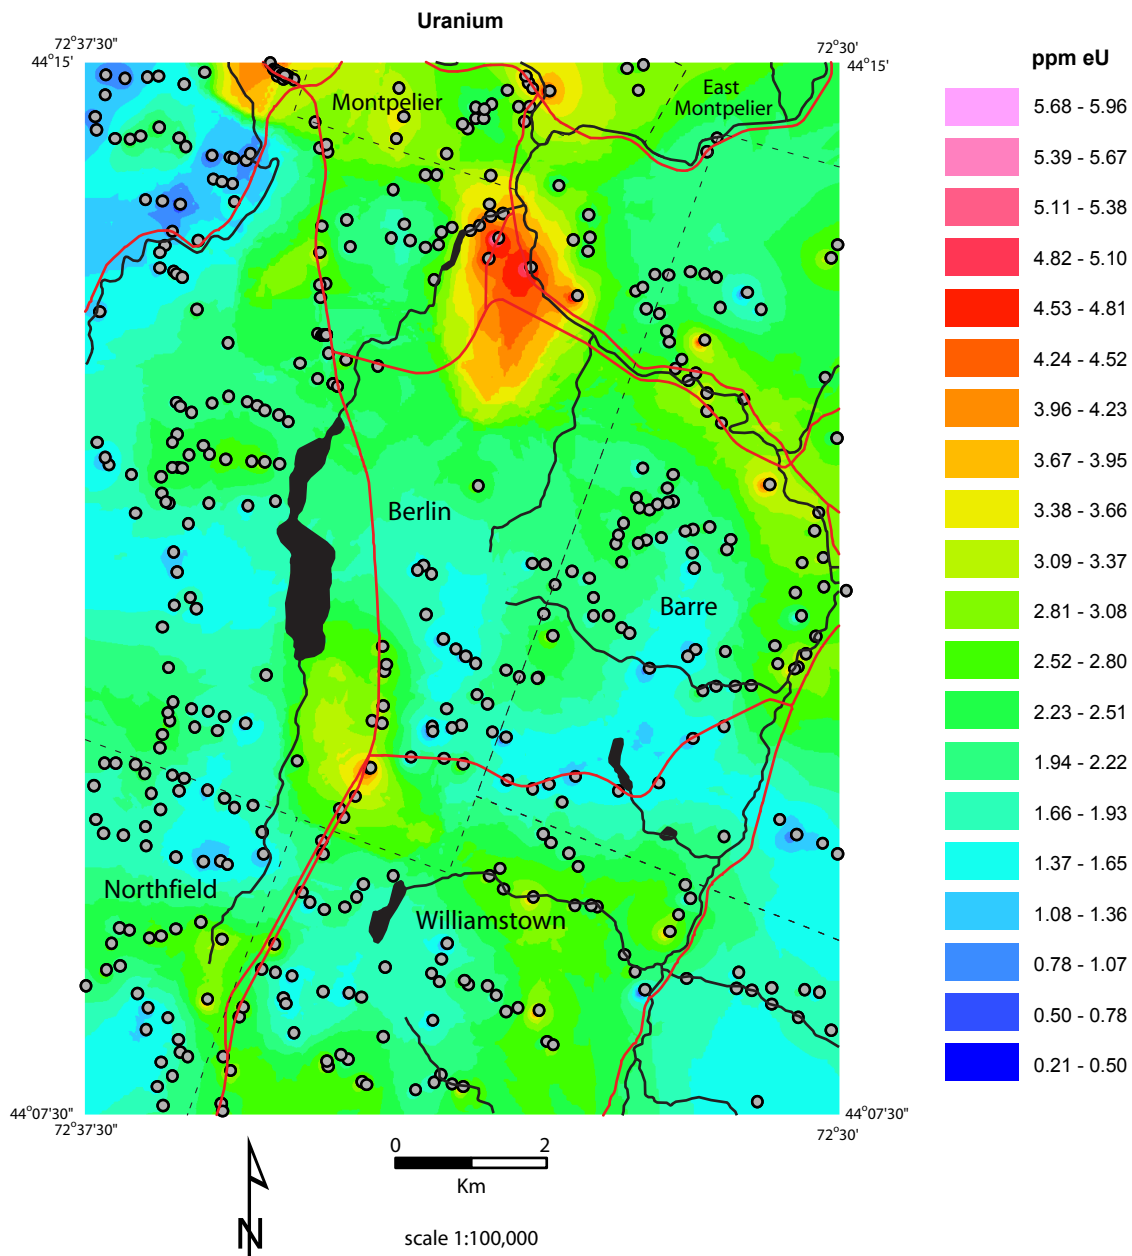 Uranium
72°37'30"
44°15'
72°30'
44°15'
ppm eU
5.68 - 5.96
5.39 - 5.67
5.11 - 5.38
4.82 - 5.10
4.53 - 4.81
4.24 - 4.52
3.96 - 4.23
3.67 - 3.95
3.38 - 3.66
3.09 - 3.37
2.81 - 3.08
2.52 - 2.80
2.23 - 2.51
1.94 - 2.22
1.66 - 1.93
1.37 - 1.65
1.08 - 1.36
0.78 - 1.07
0.50 - 0.78
0.21 - 0.50
Montpelier
East
Montpelier
Berlin
Barre
Northfield
Williamstown
44°07'30"
72°37'30"
44°07'30"
72°30'
0 2
Km
N
scale 1:100,000